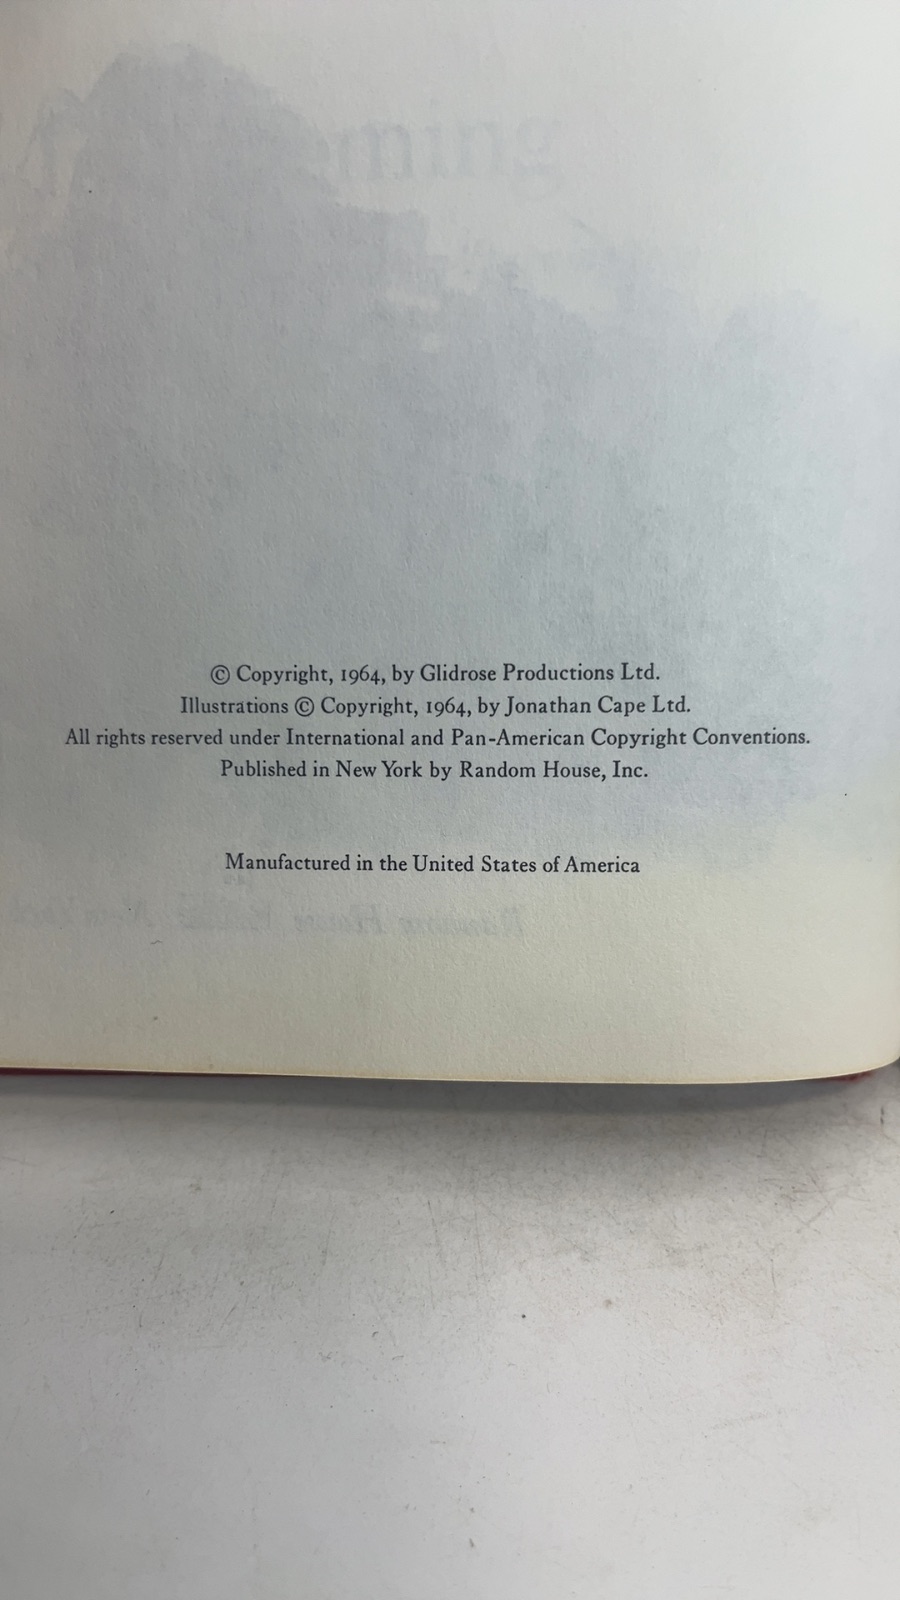 © Copyright, 1964, by Glidrose Productions Ltd.
Illustrations © Copyright, 1964, by Jonathan Cape Ltd.
All rights reserved under International and Pan-American Copyright Conventions.
Published in New York by Random House, Inc.
Manufactured in the United States of America